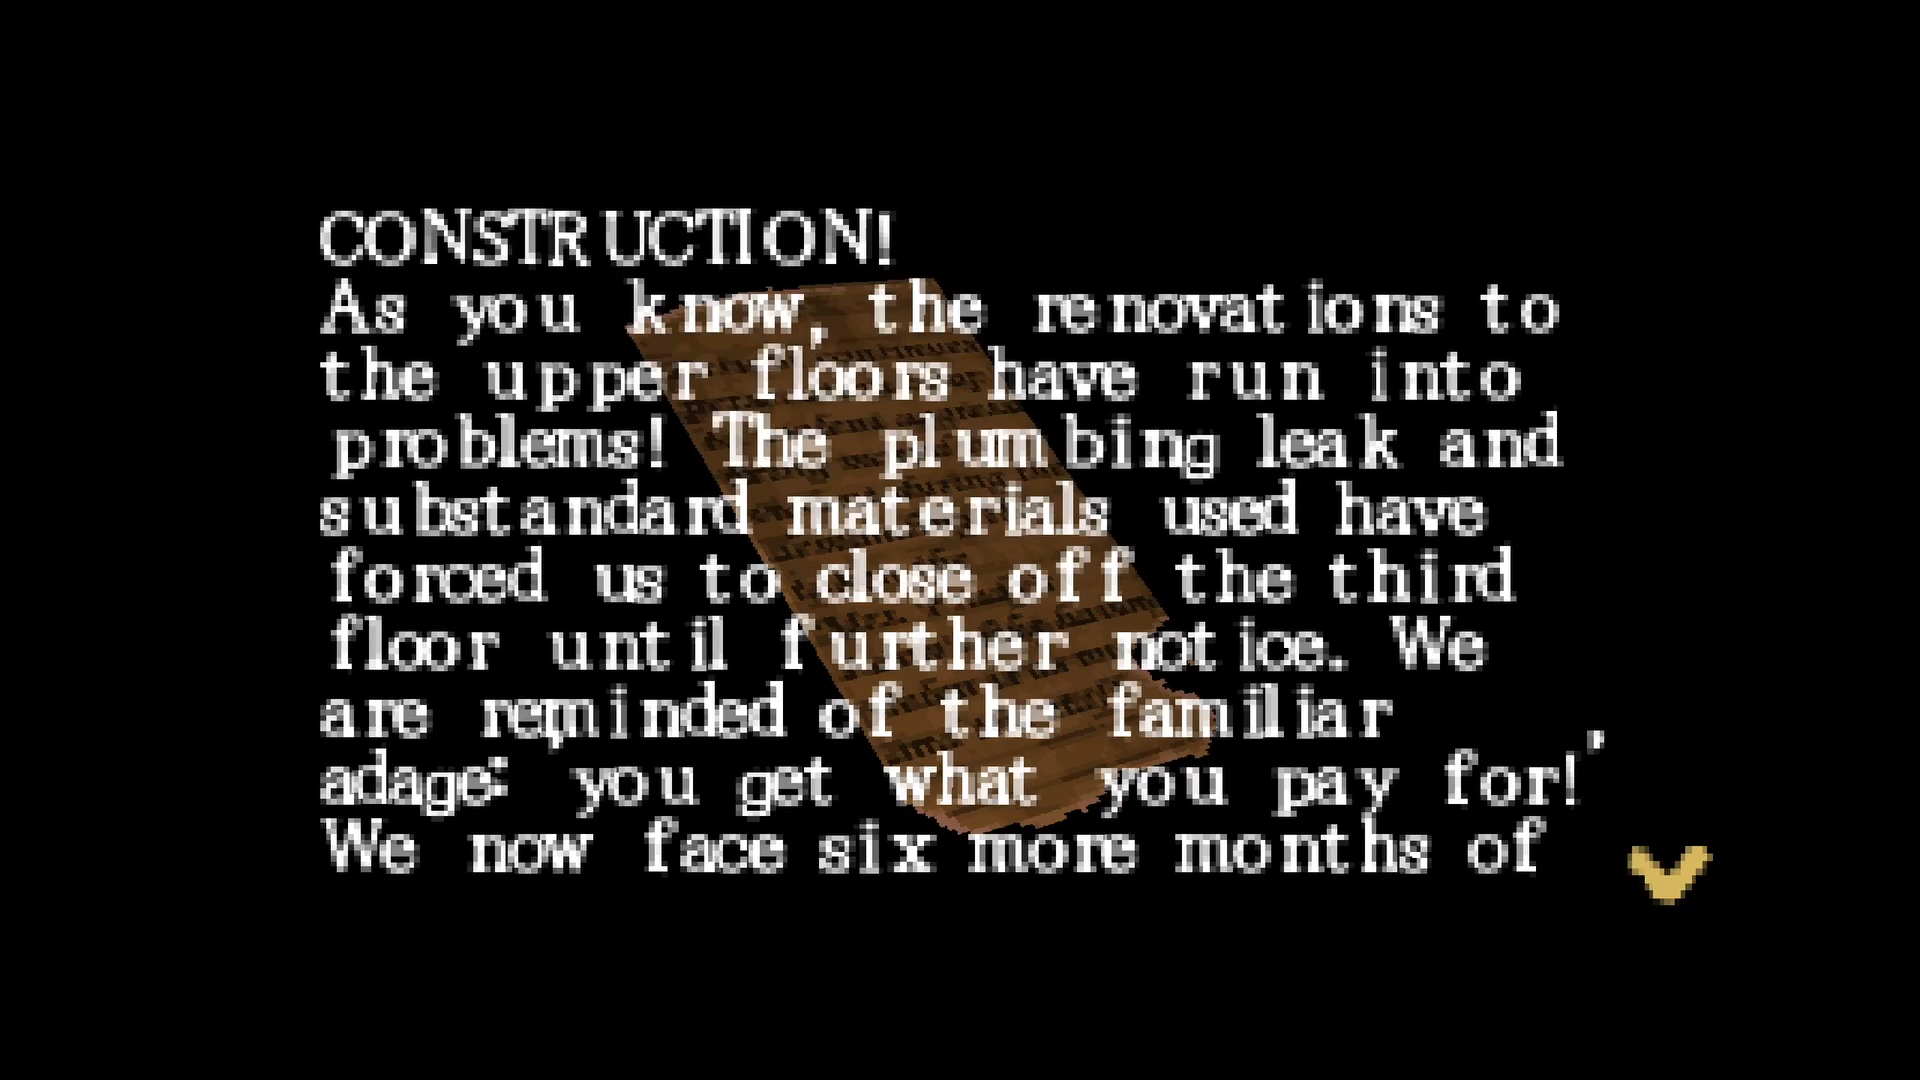 CONSTRUCTION!
As you know, the renovations to
the upper floors have run into
problems! The plumbing leak and
substandard materials used have
forced us to close off the third
floor until further notice. We
are reminded of the familiar
adage: you get what you pay for!'
We now face six more months of